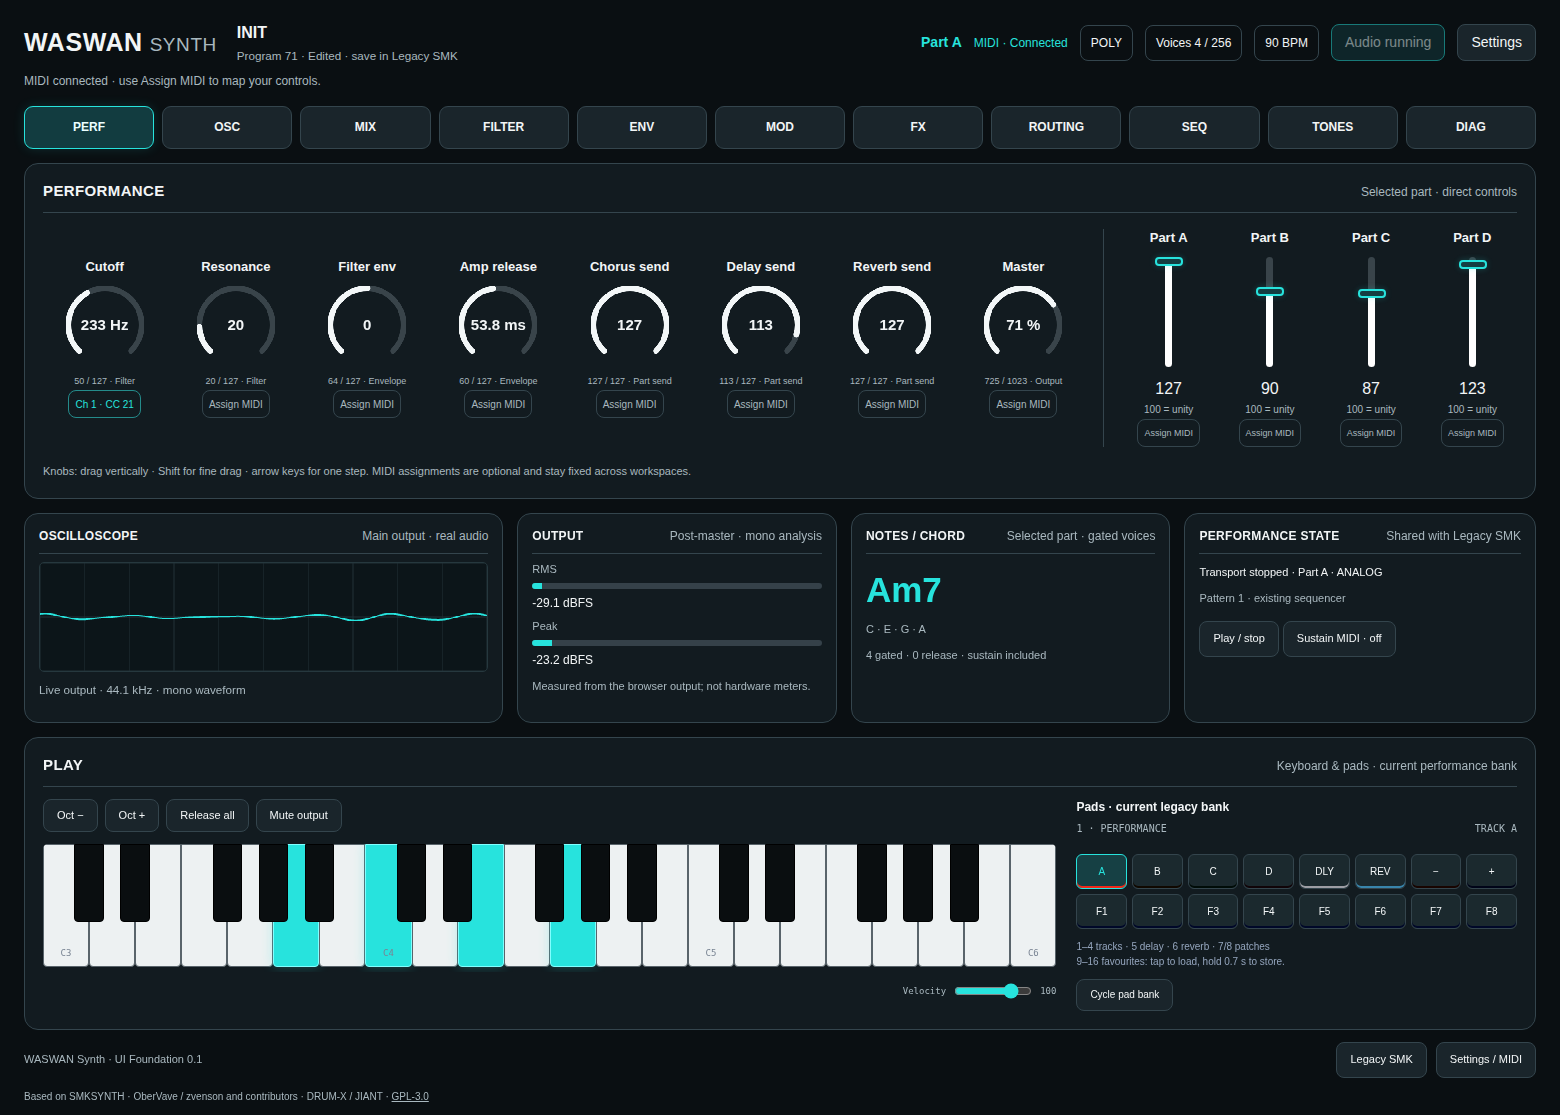 WASWAN SYNTH
INIT
Program 71 · Edited · save in Legacy SMK
Part A MIDI · Connected POLY Voices 4 / 256 90 BPM Audio running Settings
MIDI connected · use Assign MIDI to map your controls.
PERF OSC MIX FILTER ENV MOD FX ROUTING SEQ TONES DIAG
PERFORMANCE Selected part · direct controls
Cutoff Resonance Filter env Amp release Chorus send Delay send Reverb send Master
233 Hz 20 0 53.8 ms 127 113 127 71 %
50 / 127 · Filter 20 / 127 · Filter 64 / 127 · Envelope 60 / 127 · Envelope 127 / 127 · Part send 113 / 127 · Part send 127 / 127 · Part send 725 / 1023 · Output
Ch 1 · CC 21 Assign MIDI Assign MIDI Assign MIDI Assign MIDI Assign MIDI Assign MIDI Assign MIDI
Part A Part B Part C Part D
127 90 87 123
100 = unity 100 = unity 100 = unity 100 = unity
Assign MIDI Assign MIDI Assign MIDI Assign MIDI
Knobs: drag vertically · Shift for fine drag · arrow keys for one step. MIDI assignments are optional and stay fixed across workspaces.
OSCILLOSCOPE Main output · real audio
Live output · 44.1 kHz · mono waveform
OUTPUT Post-master · mono analysis
RMS
-29.1 dBFS
Peak
-23.2 dBFS
Measured from the browser output; not hardware meters.
NOTES / CHORD Selected part · gated voices
Am7
C · E · G · A
4 gated · 0 release · sustain included
PERFORMANCE STATE Shared with Legacy SMK
Transport stopped · Part A · ANALOG
Pattern 1 · existing sequencer
Play / stop Sustain MIDI · off
PLAY Keyboard & pads · current performance bank
Oct − Oct + Release all Mute output
C3 C4 C5 C6
Velocity 100
Pads · current legacy bank
1 · PERFORMANCE TRACK A
A B C D DLY REV − +
F1 F2 F3 F4 F5 F6 F7 F8
1–4 tracks · 5 delay · 6 reverb · 7/8 patches
9–16 favourites: tap to load, hold 0.7 s to store.
Cycle pad bank
WASWAN Synth · UI Foundation 0.1 Legacy SMK Settings / MIDI
Based on SMKSYNTH · OberVave / zvenson and contributors · DRUM-X / JIANT · GPL-3.0